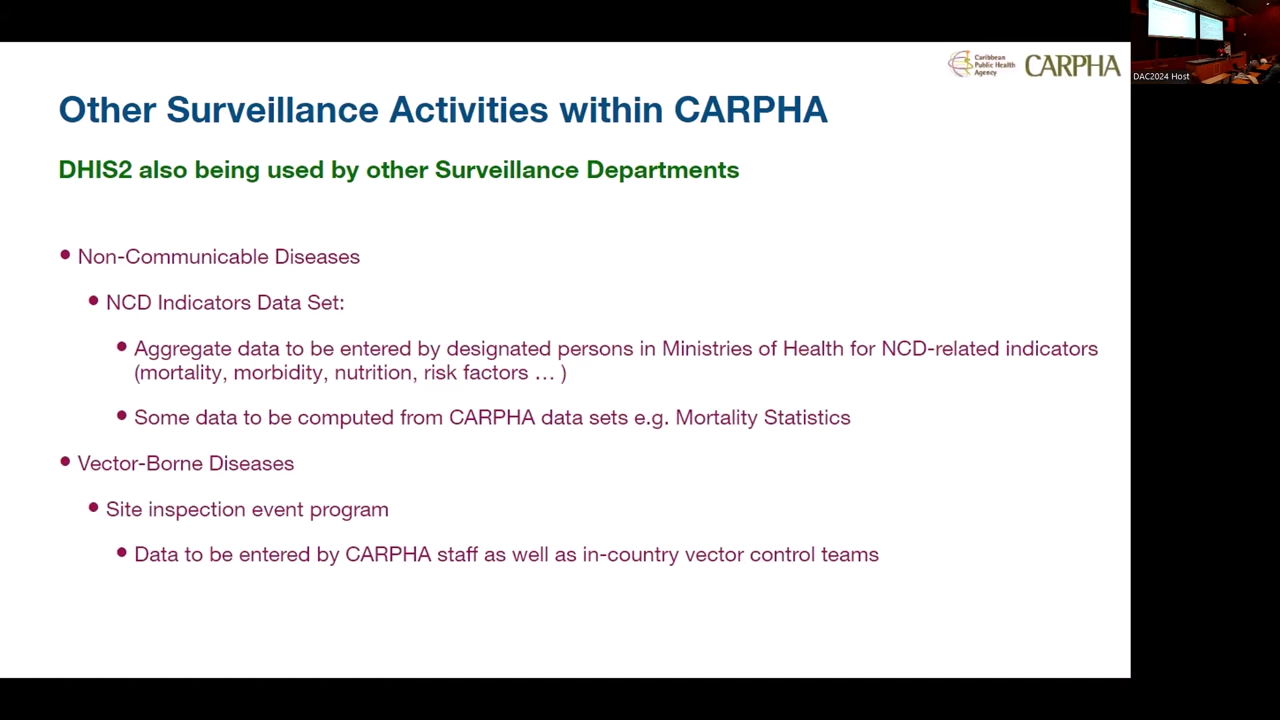 Caribbean
Public Health
Agency
CARPHA
DAC2024 Host
Other Surveillance Activities within CARPHA
DHIS2 also being used by other Surveillance Departments
• Non-Communicable Diseases
• NCD Indicators Data Set:
• Aggregate data to be entered by designated persons in Ministries of Health for NCD-related indicators
(mortality, morbidity, nutrition, risk factors … )
• Some data to be computed from CARPHA data sets e.g. Mortality Statistics
• Vector-Borne Diseases
• Site inspection event program
• Data to be entered by CARPHA staff as well as in-country vector control teams